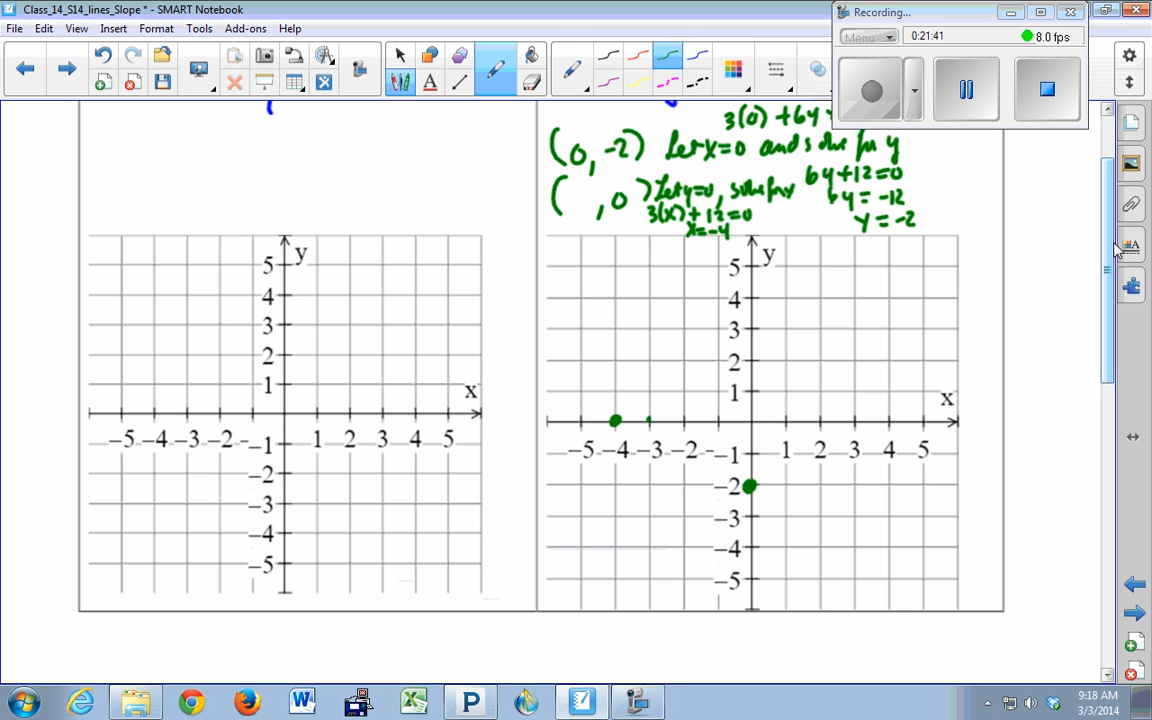 Class_14_S14_lines_Slope * - SMART Notebook
Recording...
File Edit View Insert Format Tools Add-ons Help
Menu 0:21:41 8.0 fps
3(0) + 6y
(0, -2) Let x=0 and solve for y
6y+12=0
( , 0) Let y=0, solve for x
6y = -12
3(x) + 12=0
y = -2
x=-4
y
5
4
3
2
1
x
-5 -4 -3 -2 -1 1 2 3 4 5
-2
-3
-4
-5
y
5
4
3
2
1
x
-5 -4 -3 -2 -1 1 2 3 4 5
-2
-3
-4
-5
9:18 AM
3/3/2014